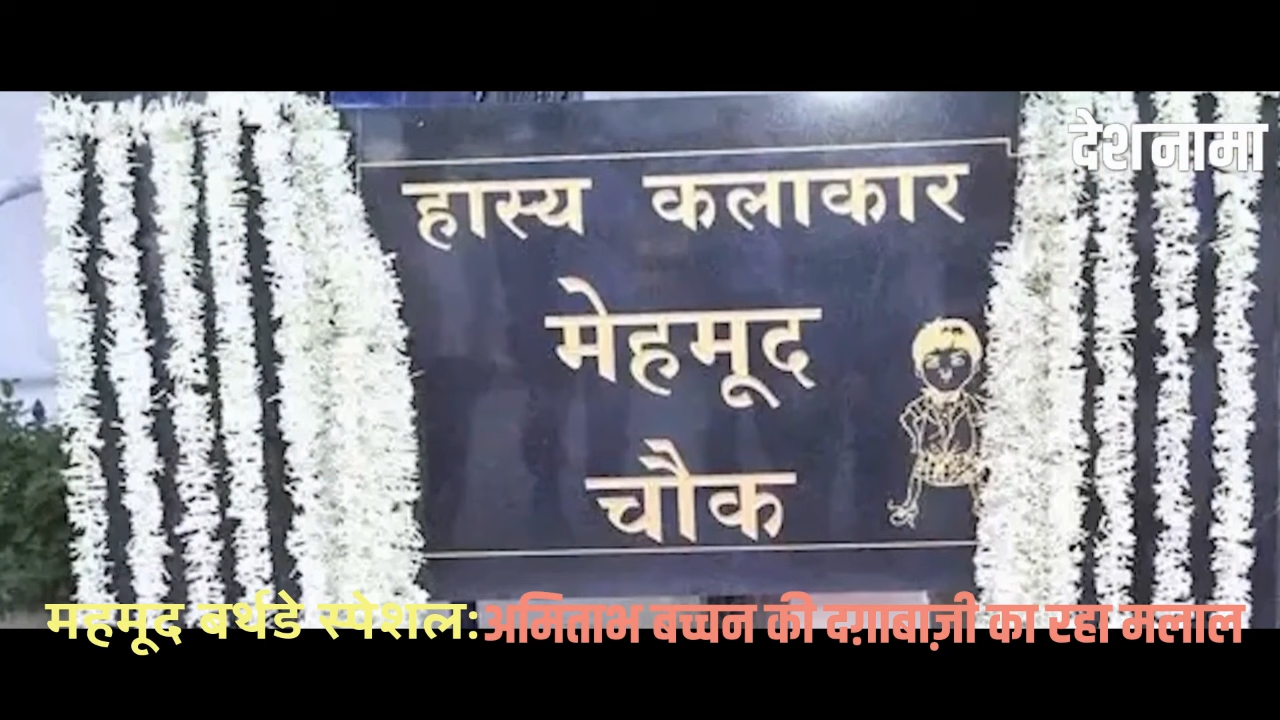 देशनामा
हास्य कलाकार
मेहमूद
चौक
महमूद बर्थडे स्पेशल:अमिताभ बच्चन की दग़ाबाज़ी का रहा मलाल